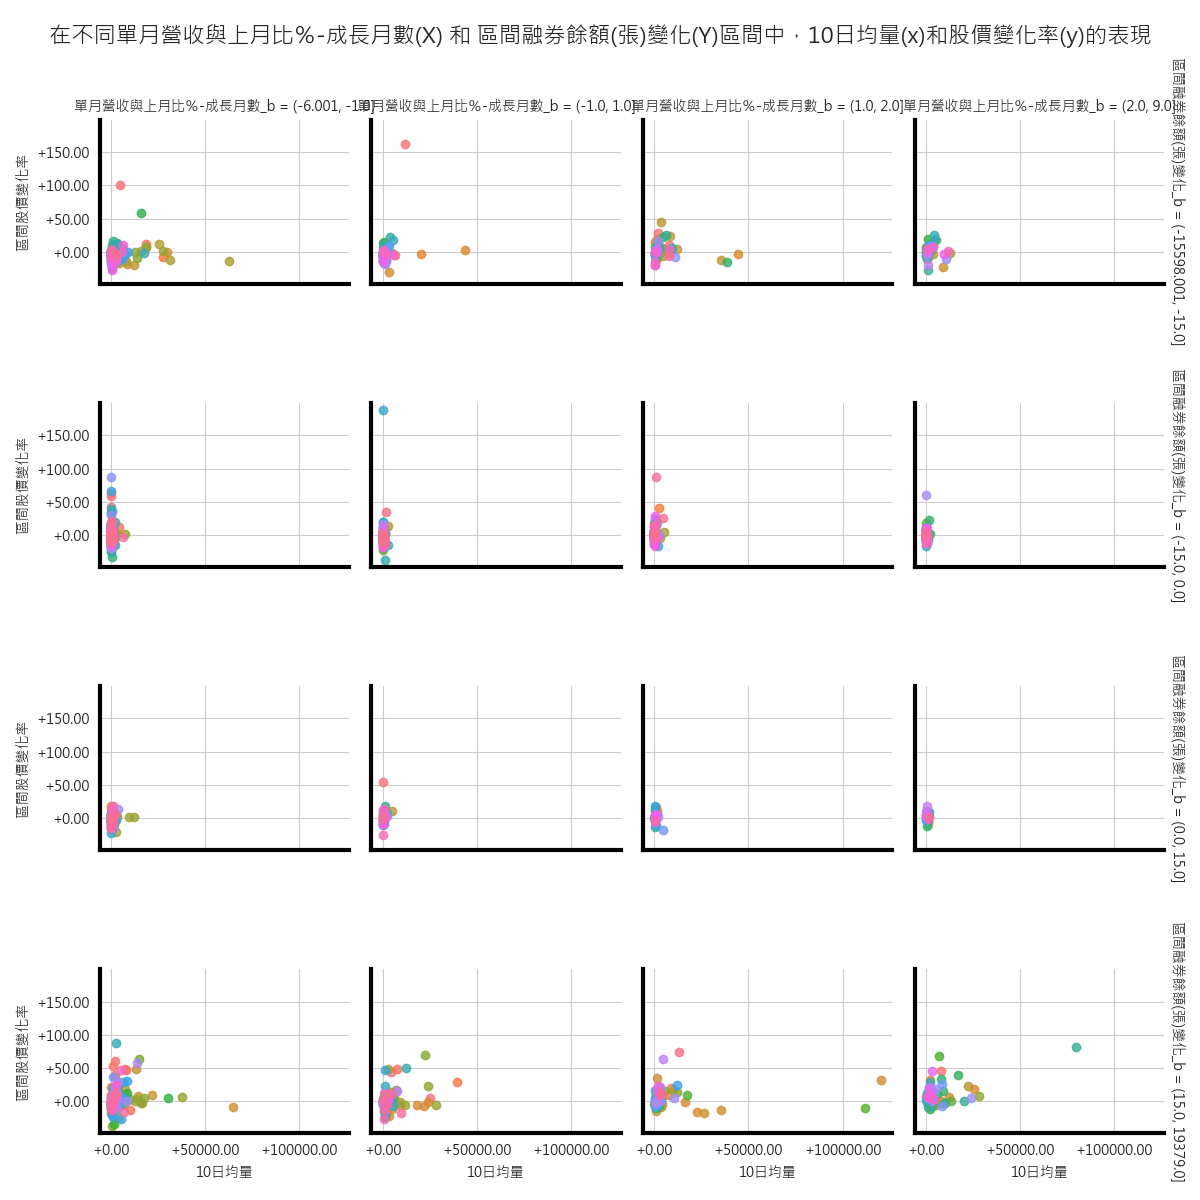 在不同單月營收與上月比%-成長月數(X) 和 區間融券餘額(張)變化(Y)區間中，10日均量(x)和股價變化率(y)的表現
單月營收與上月比%-成長月數_b = (-6.001, -1.0]
單月營收與上月比%-成長月數_b = (-1.0, 1.0]
單月營收與上月比%-成長月數_b = (1.0, 2.0]
單月營收與上月比%-成長月數_b = (2.0, 9.0]
區間融券餘額(張)變化_b = (-15598.001, -15.0]
區間股價變化率
+150.00
+100.00
+50.00
+0.00
區間融券餘額(張)變化_b = (-15.0, 0.0]
區間股價變化率
+150.00
+100.00
+50.00
+0.00
區間融券餘額(張)變化_b = (0.0, 15.0]
區間股價變化率
+150.00
+100.00
+50.00
+0.00
區間融券餘額(張)變化_b = (15.0, 19379.0]
區間股價變化率
+150.00
+100.00
+50.00
+0.00
+0.00 +50000.00 +100000.00
+0.00 +50000.00 +100000.00
+0.00 +50000.00 +100000.00
+0.00 +50000.00 +100000.00
10日均量
10日均量
10日均量
10日均量